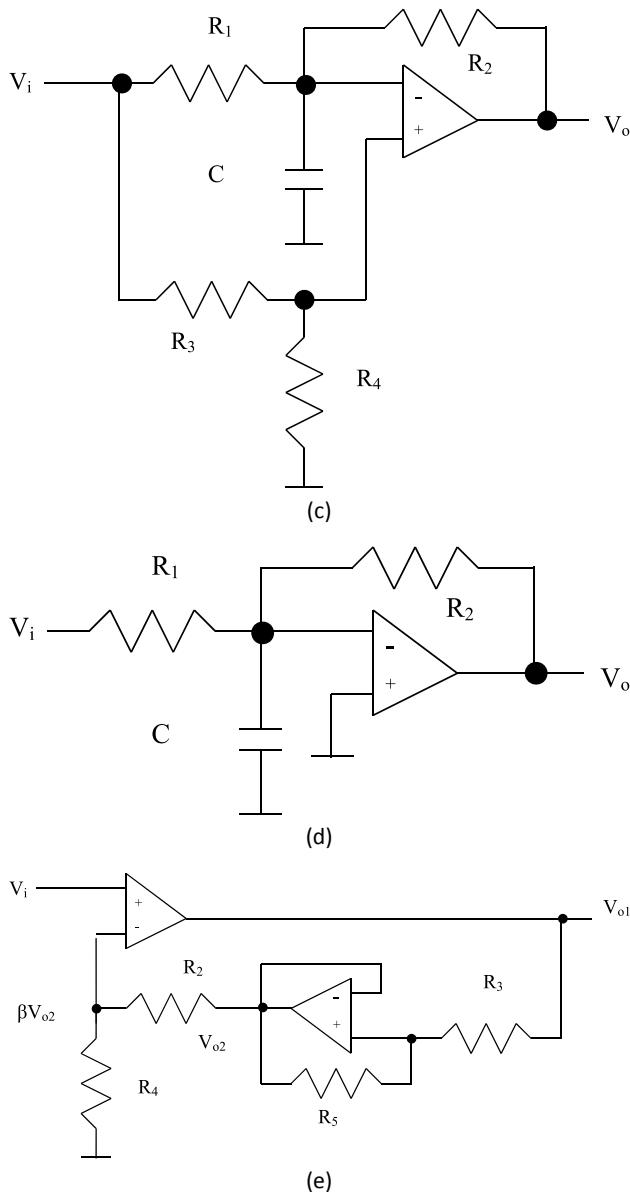 R₁
R₂
Vᵢ
-
+
Vₒ
C
R₃
R₄
(c)
R₁
R₂
Vᵢ
-
+
Vₒ
C
(d)
Vᵢ
+
-
Vₒ₁
R₂
-
+
R₃
βVₒ₂
Vₒ₂
R₄
R₅
(e)